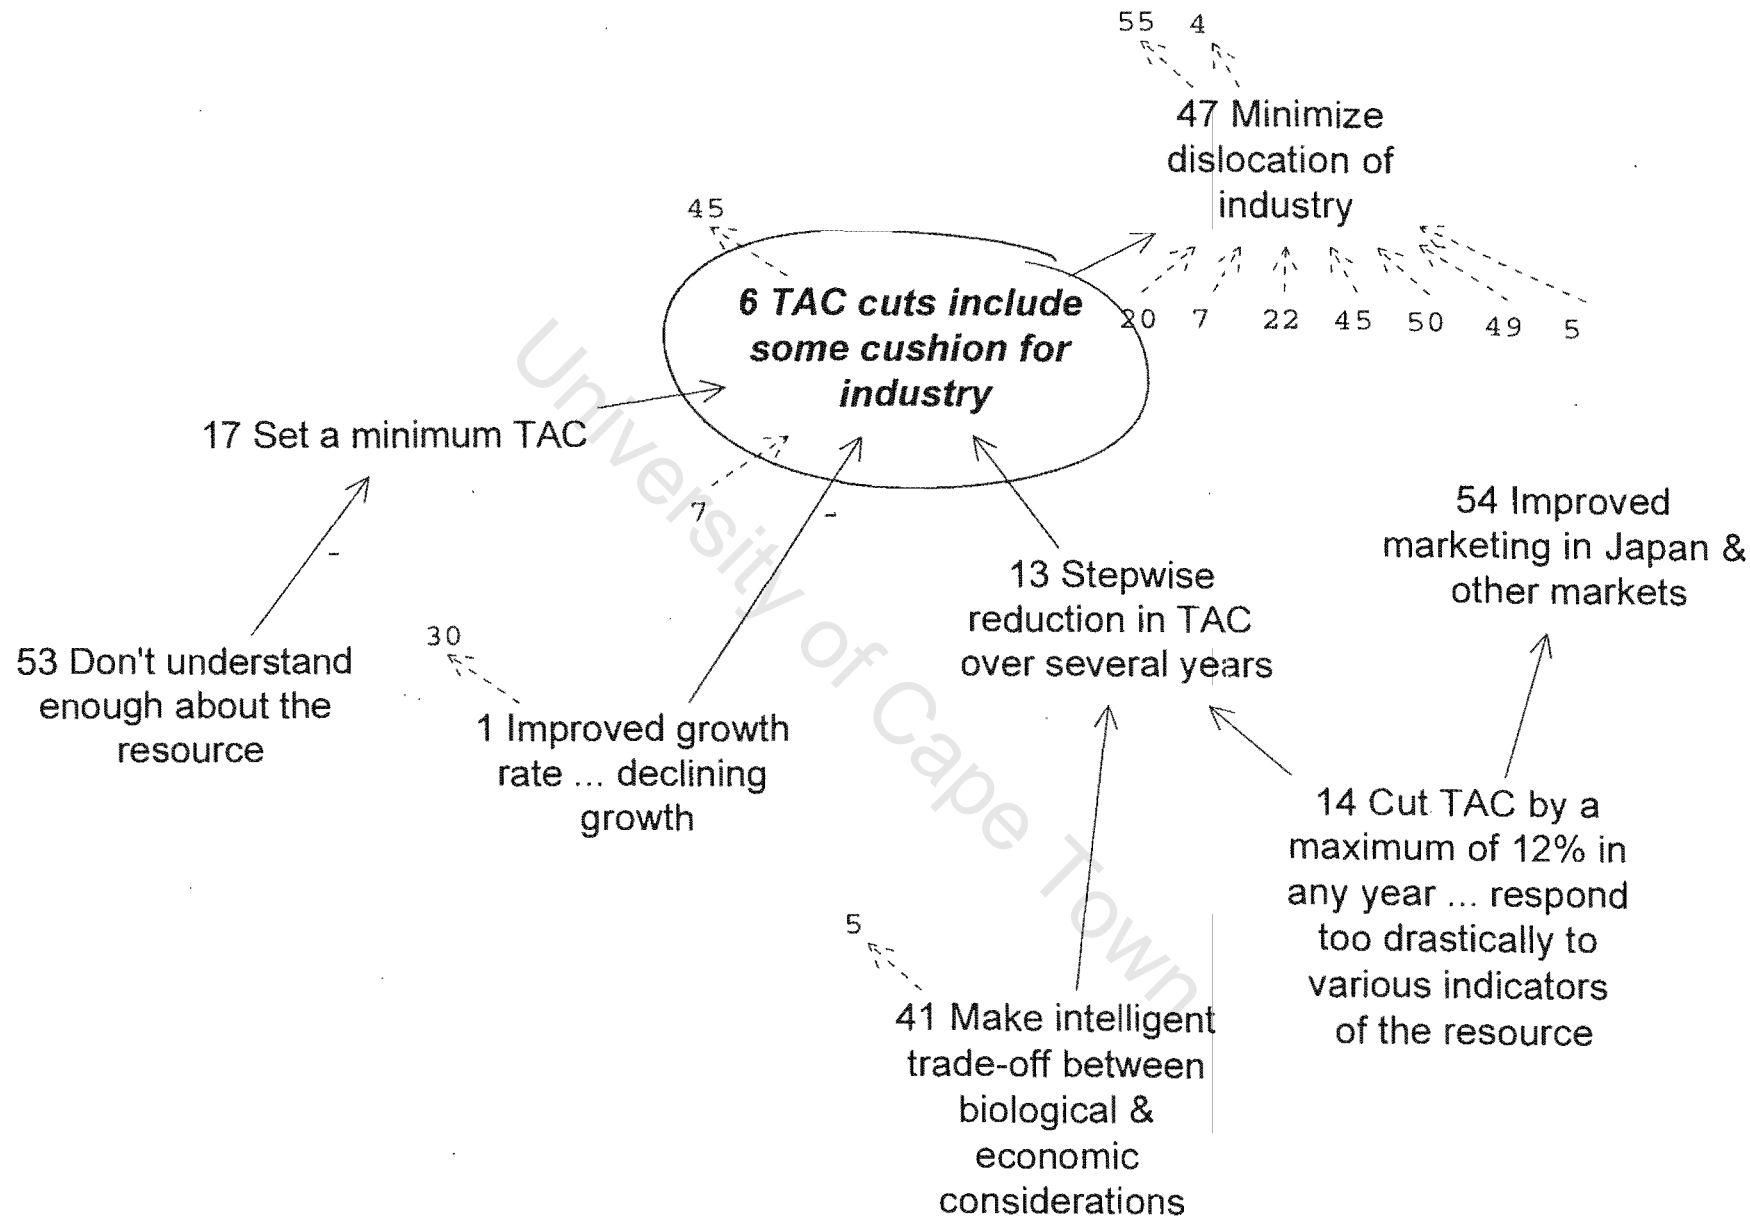 55 4
47 Minimize
dislocation of
industry
45
6 TAC cuts include
some cushion for
industry
20 7 22 45 50 49 5
17 Set a minimum TAC
7
-
-
54 Improved
marketing in Japan &
other markets
13 Stepwise
reduction in TAC
over several years
53 Don't understand
enough about the
resource
30
1 Improved growth
rate ... declining
growth
14 Cut TAC by a
maximum of 12% in
any year ... respond
too drastically to
various indicators
of the resource
5
41 Make intelligent
trade-off between
biological &
economic
considerations
University of Cape Town